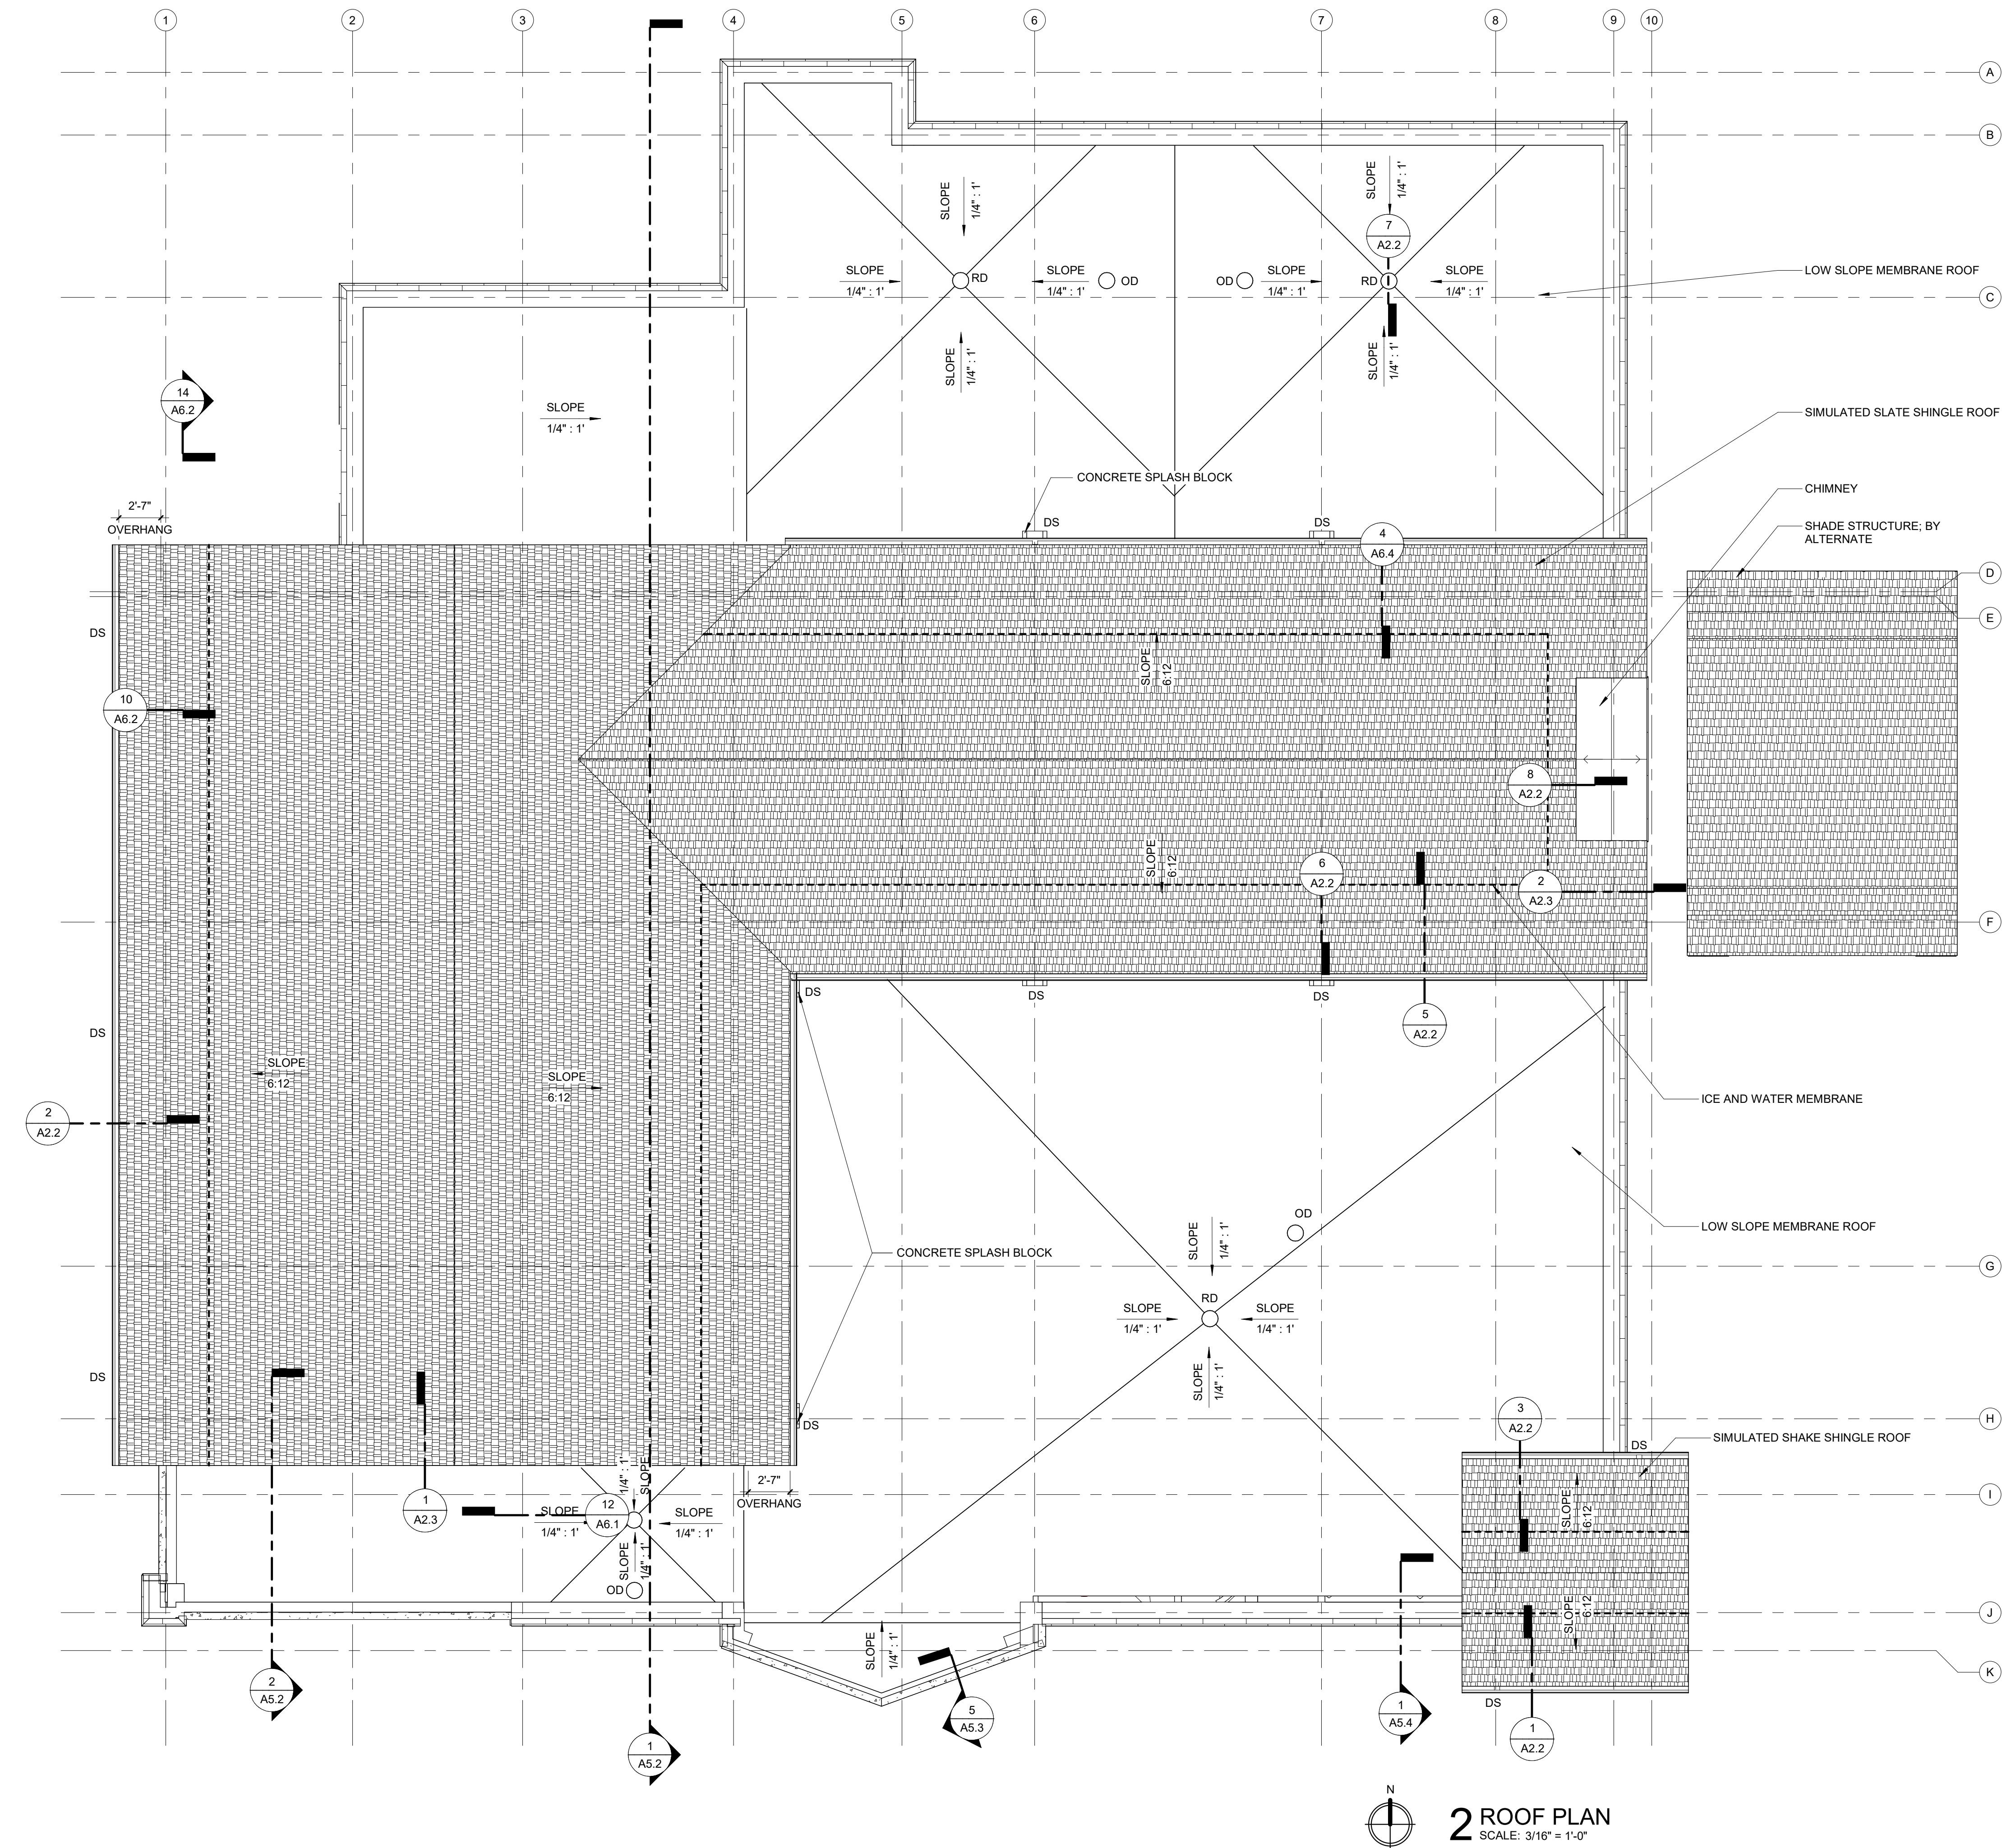 1
2
3
4
5
6
7
8
9
10
A
B
SLOPE
1/4" : 1'
SLOPE
1/4" : 1'
7
A2.2
SLOPE
1/4" : 1'
RD
SLOPE
1/4" : 1'
OD
OD
SLOPE
1/4" : 1'
RD
SLOPE
1/4" : 1'
LOW SLOPE MEMBRANE ROOF
C
SLOPE
1/4" : 1'
SLOPE
1/4" : 1'
14
A6.2
SLOPE
1/4" : 1'
SIMULATED SLATE SHINGLE ROOF
CONCRETE SPLASH BLOCK
CHIMNEY
2'-7"
OVERHANG
DS
DS
4
A6.4
SHADE STRUCTURE; BY
ALTERNATE
D
E
DS
SLOPE
6:12
10
A6.2
8
A2.2
SLOPE
6:12
6
A2.2
2
A2.3
F
DS
DS
DS
5
A2.2
DS
SLOPE
6:12
SLOPE
6:12
ICE AND WATER MEMBRANE
2
A2.2
OD
SLOPE
1/4" : 1'
LOW SLOPE MEMBRANE ROOF
CONCRETE SPLASH BLOCK
G
RD
SLOPE
1/4" : 1'
SLOPE
1/4" : 1'
SLOPE
1/4" : 1'
DS
3
A2.2
H
DS
DS
SIMULATED SHAKE SHINGLE ROOF
1/4" : 1'
SLOPE
2'-7"
OVERHANG
1
A2.3
SLOPE
1/4" : 1'
12
A6.1
SLOPE
1/4" : 1'
SLOPE
6:12
I
SLOPE
1/4" : 1'
OD
SLOPE
6:12
J
SLOPE
1/4" : 1'
K
2
A5.2
5
A5.3
1
A5.4
DS
1
A2.2
1
A5.2
N
2 ROOF PLAN
SCALE: 3/16" = 1'-0"